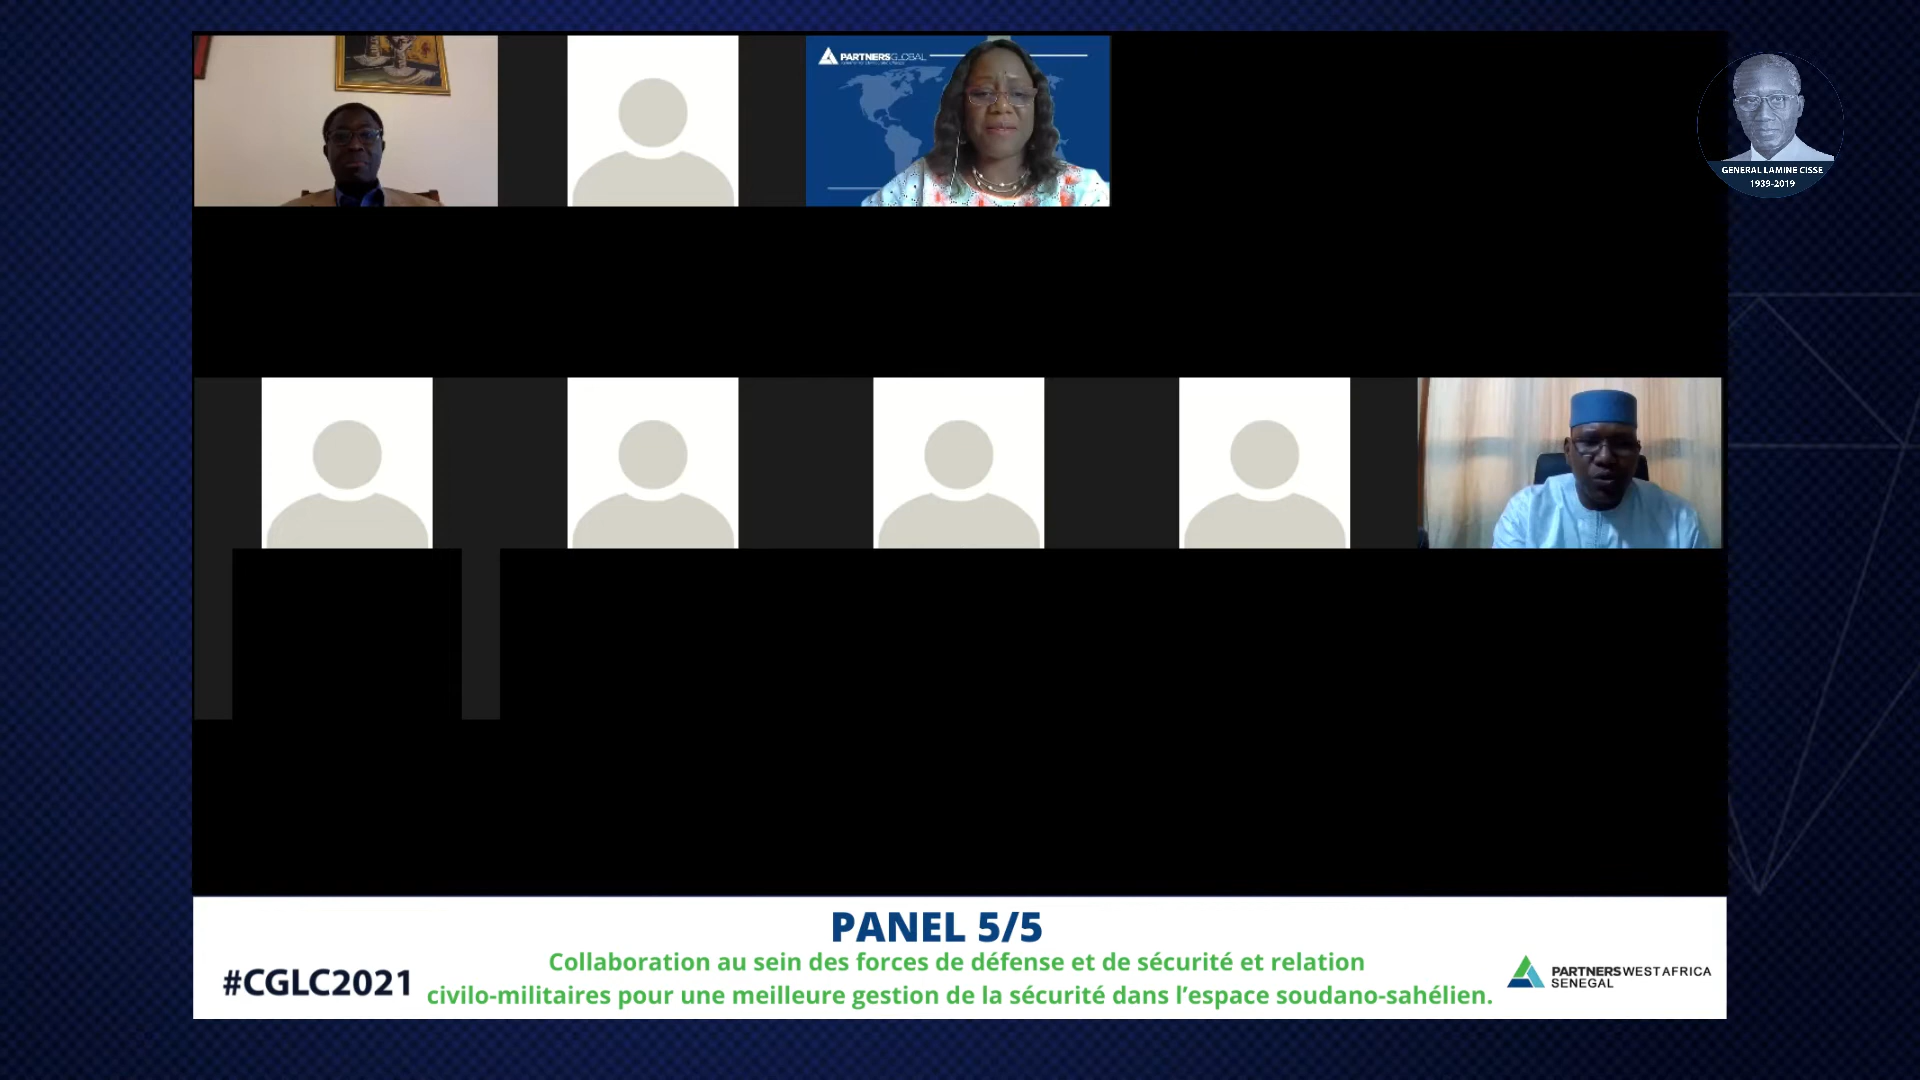 PARTNERSGLOBAL
GENERAL LAMINE CISSE
1939-2019
PANEL 5/5
Collaboration au sein des forces de défense et de sécurité et relation
civilo-militaires pour une meilleure gestion de la sécurité dans l’espace soudano-sahélien.
#CGLC2021
PARTNERSWESTAFRICA
SENEGAL